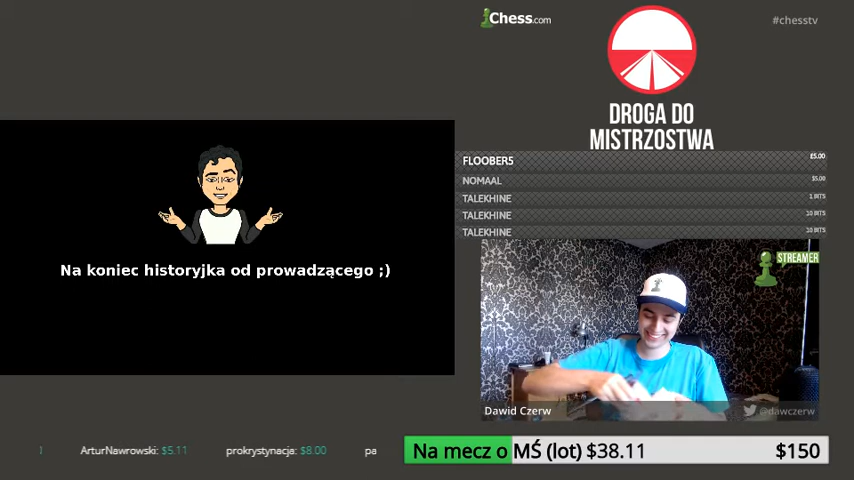 Chess.com
#chesstv
DROGA DO
MISTRZOSTWA
FLOOBER5 £5.00
NOMAAL $5.00
TALEKHINE 1 BITS
TALEKHINE 10 BITS
TALEKHINE 10 BITS
Na koniec historyjka od prowadzącego ;)
STREAMER
Dawid Czerw
@dawczerw
ArturNawrowski: $5.11 prokrystynacja: $8.00 pa
Na mecz o MŚ (lot) $38.11 $150